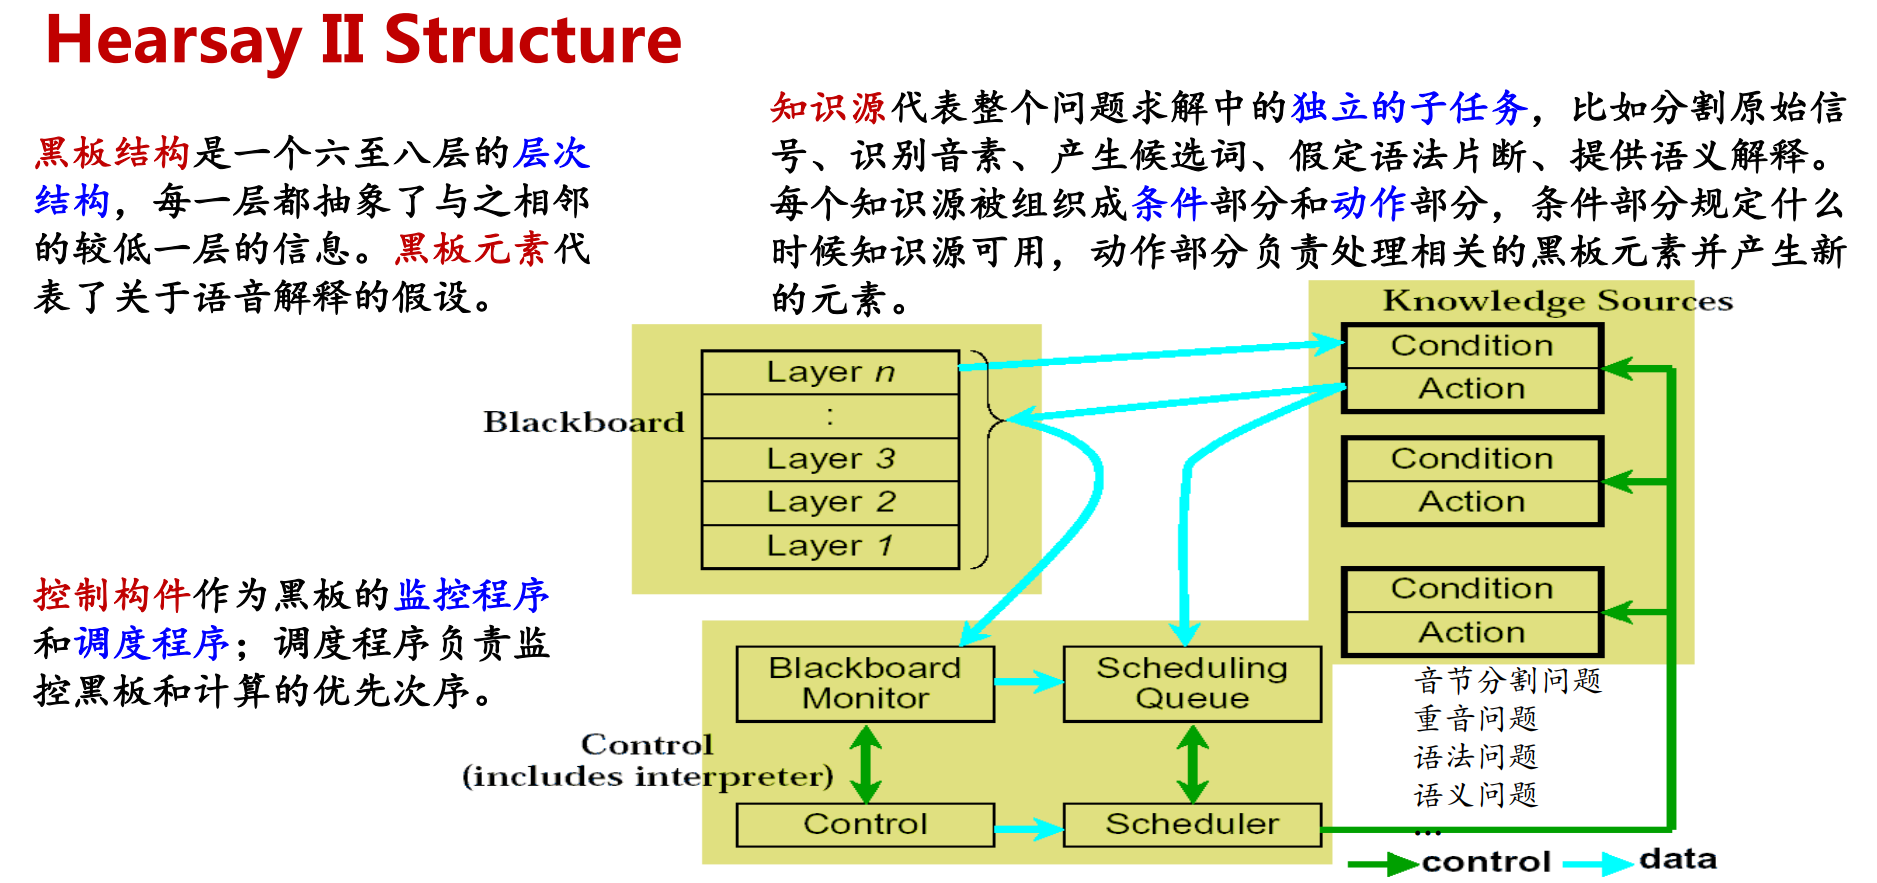 Hearsay II Structure
黑板结构是一个六至八层的层次
结构，每一层都抽象了与之相邻
的较低一层的信息。黑板元素代
表了关于语音解释的假设。
知识源代表整个问题求解中的独立的子任务，比如分割原始信
号、识别音素、产生候选词、假定语法片断、提供语义解释。
每个知识源被组织成条件部分和动作部分，条件部分规定什么
时候知识源可用，动作部分负责处理相关的黑板元素并产生新
的元素。
Blackboard
Layer n
:
Layer 3
Layer 2
Layer 1
Knowledge Sources
Condition
Action
Condition
Action
Condition
Action
音节分割问题
重音问题
语法问题
语义问题
...
控制构件作为黑板的监控程序
和调度程序；调度程序负责监
控黑板和计算的优先次序。
Control
(includes interpreter)
Blackboard
Monitor
Scheduling
Queue
Control
Scheduler
control
data